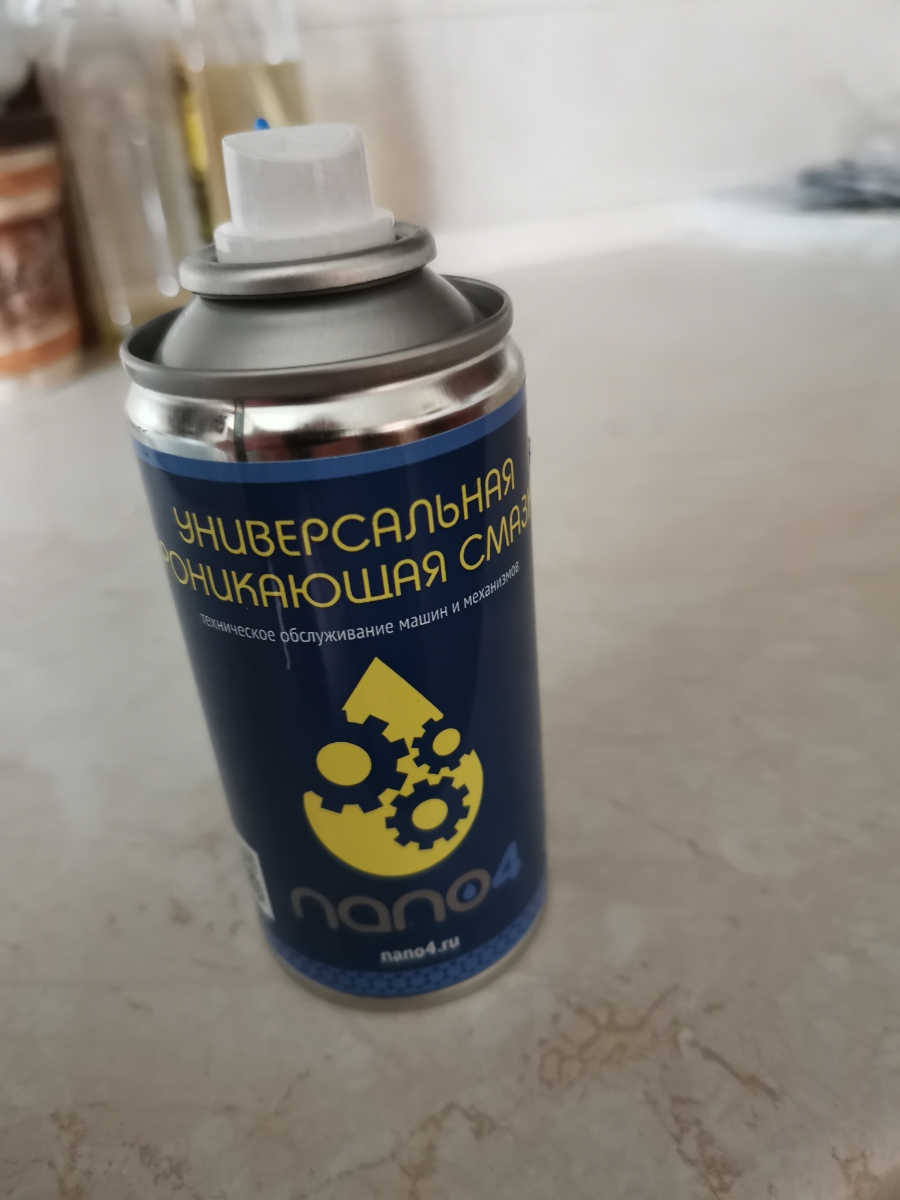 УНИВЕРСАЛЬНАЯ
РОНИКАЮЩАЯ СМАЗ
техническое обслуживание машин и механизмов
nano4
nano4.ru